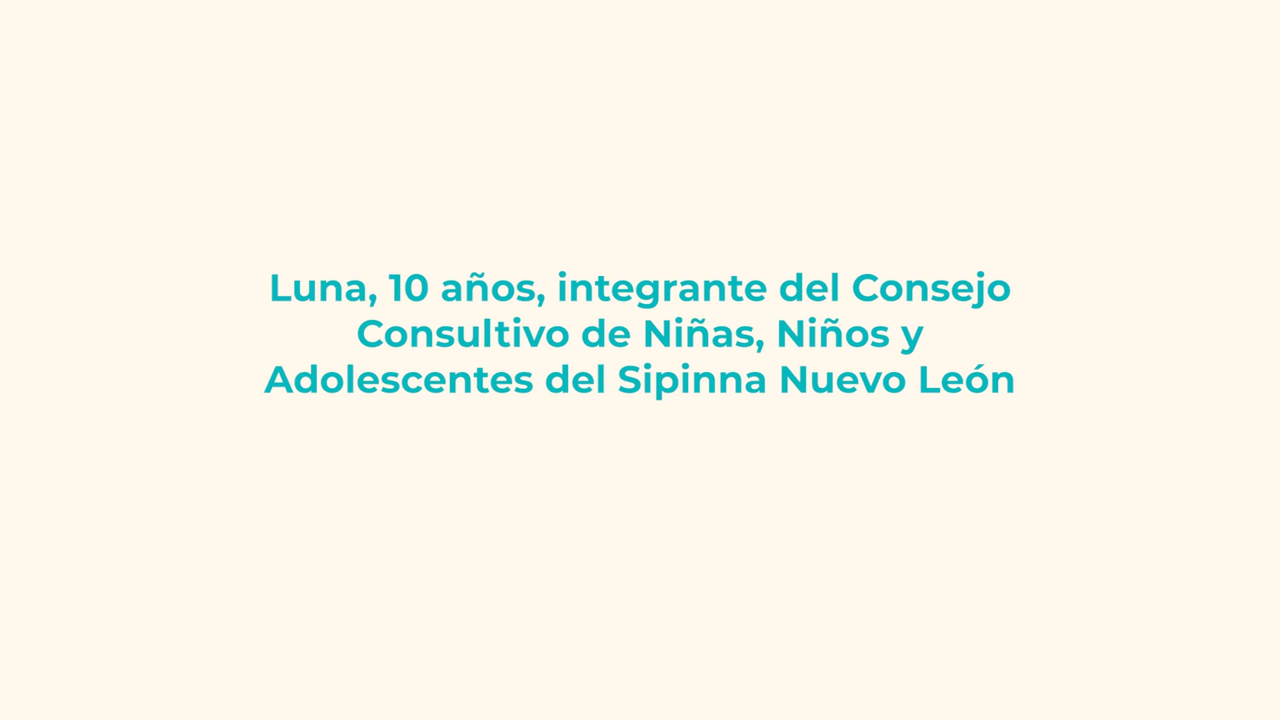 Luna, 10 años, integrante del Consejo
Consultivo de Niñas, Niños y
Adolescentes del Sipinna Nuevo León